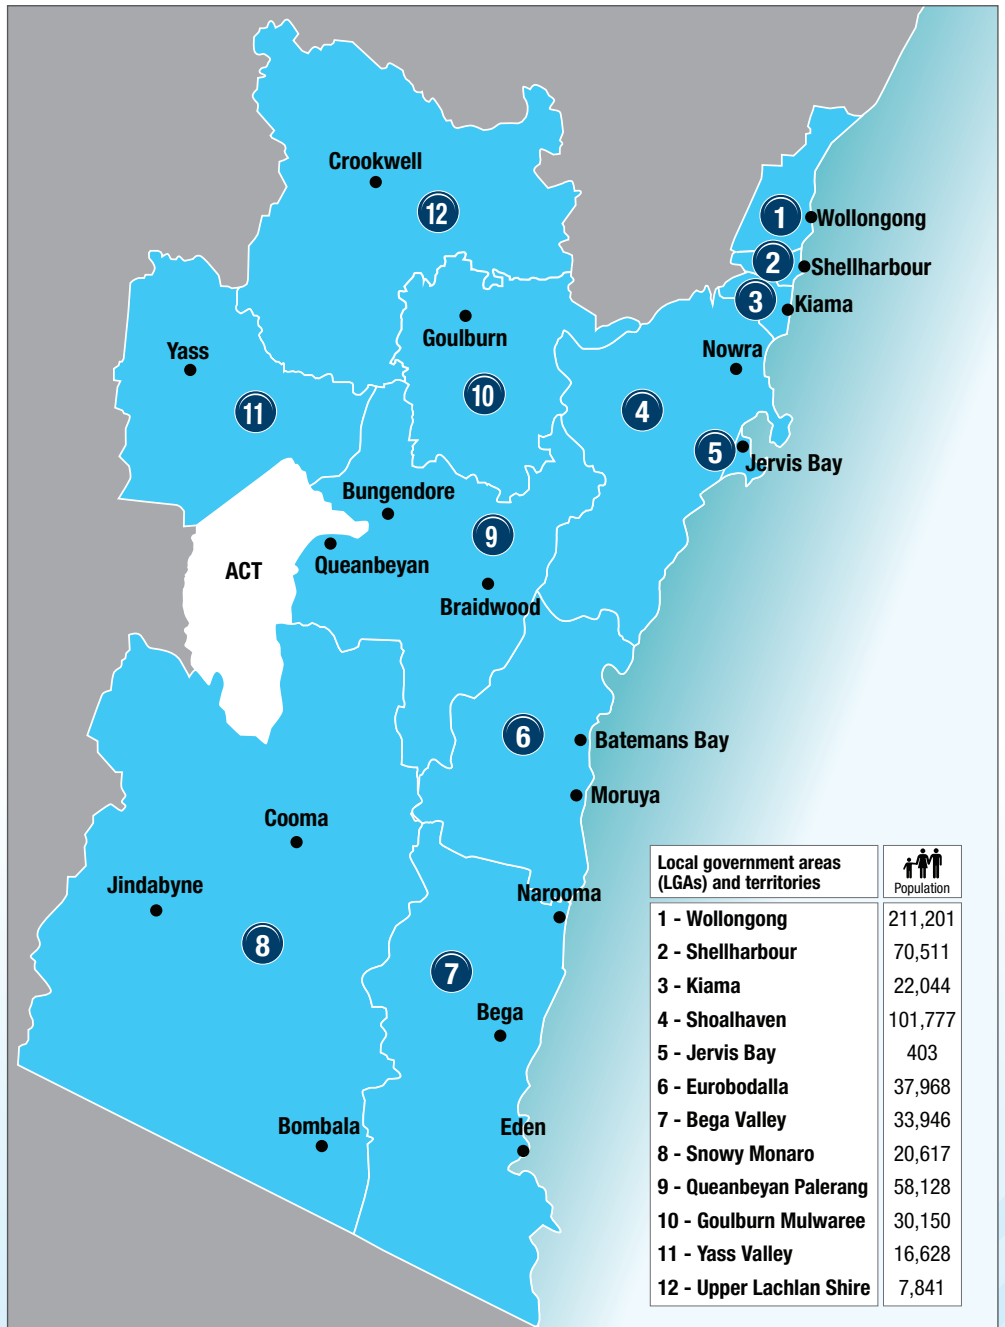 Crookwell
12
1
Wollongong
2
Shellharbour
3
Kiama
Goulburn
Nowra
Yass
10
11
4
5
Jervis Bay
Bungendore
9
Queanbeyan
ACT
Braidwood
6
Batemans Bay
Moruya
Cooma
Jindabyne
Narooma
8
7
Bega
Bombala
Eden
Local government areas
(LGAs) and territories
Population
1 - Wollongong 211,201
2 - Shellharbour 70,511
3 - Kiama 22,044
4 - Shoalhaven 101,777
5 - Jervis Bay 403
6 - Eurobodalla 37,968
7 - Bega Valley 33,946
8 - Snowy Monaro 20,617
9 - Queanbeyan Palerang 58,128
10 - Goulburn Mulwaree 30,150
11 - Yass Valley 16,628
12 - Upper Lachlan Shire 7,841